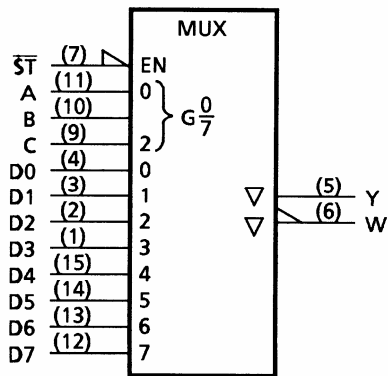 MUX
S̅T̅ (7) EN
A (11) 0
B (10) G 0/7
C (9) 2
D0 (4) 0
D1 (3) 1 ▽ (5) Y
D2 (2) 2 ▽ (6) W
D3 (1) 3
D4 (15) 4
D5 (14) 5
D6 (13) 6
D7 (12) 7